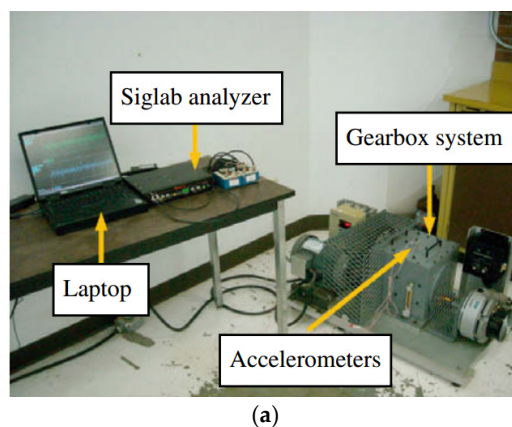 Siglab analyzer
Gearbox system
Laptop
Accelerometers
(a)